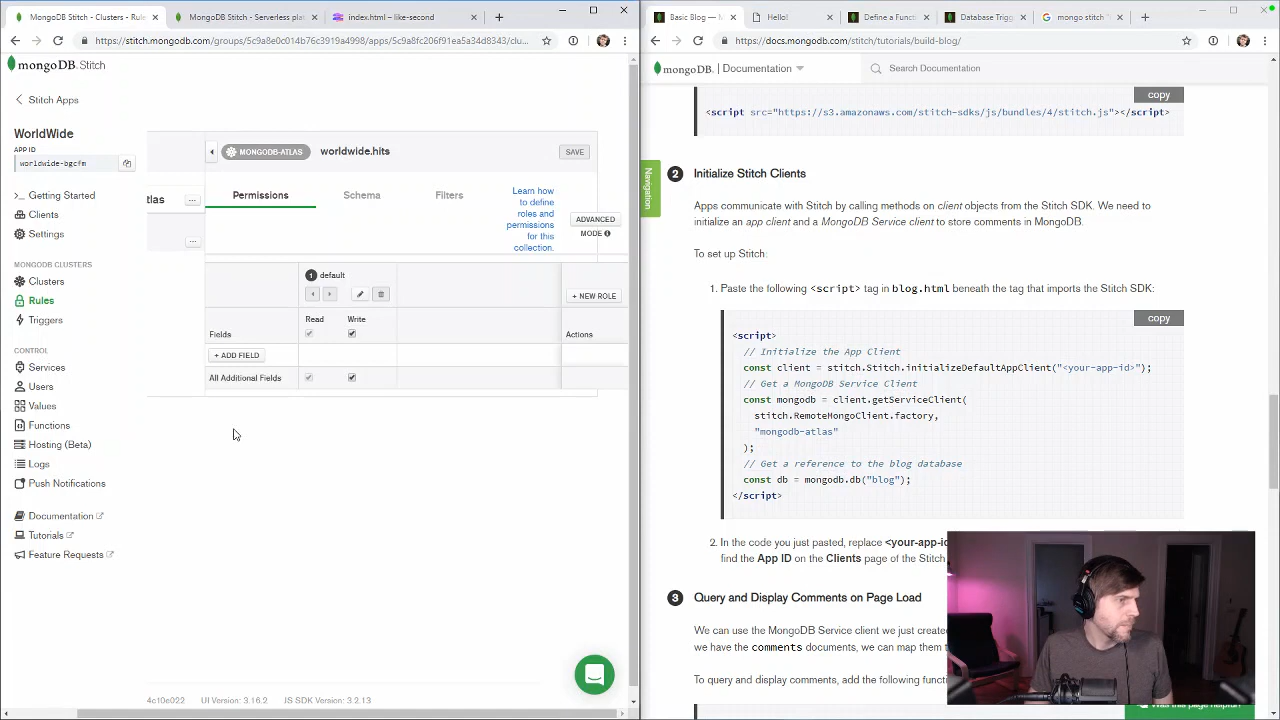 MongoDB Stitch - Clusters - Rules
MongoDB Stitch - Serverless pla
index.html | like-second
https://stitch.mongodb.com/groups/5c9a8e0c014b76c3919a4998/apps/5c9a8fc206f91ea5a34d8343/clu...
mongoDB Stitch
Stitch Apps
WorldWide
APP ID
worldwide-bgcfm
Getting Started
Clients
Settings
MONGODB CLUSTERS
Clusters
Rules
Triggers
CONTROL
Services
Users
Values
Functions
Hosting (Beta)
Logs
Push Notifications
Documentation
Tutorials
Feature Requests
tlas
MONGODB-ATLAS
worldwide.hits
SAVE
Permissions
Schema
Filters
Learn how
to define
roles and
permissions
for this
collection.
ADVANCED
MODE
1 default
+ NEW ROLE
Read
Write
Fields
Actions
+ ADD FIELD
All Additional Fields
4c10e022
UI Version: 3.16.2
JS SDK Version: 3.2.13
Basic Blog — M
Hello!
Define a Func
Database Trigg
https://docs.mongodb.com/stitch/tutorials/build-blog/
mongoDB. | Documentation
Search Documentation
copy
<script src="https://s3.amazonaws.com/stitch-sdks/js/bundles/4/stitch.js"></script>
Navigation
2 Initialize Stitch Clients
Apps communicate with Stitch by calling methods on client objects from the Stitch SDK. We need to
initialize an app client and a MongoDB Service client to store comments in MongoDB.
To set up Stitch:
1. Paste the following <script> tag in blog.html beneath the tag that imports the Stitch SDK:
copy
<script>
// Initialize the App Client
const client = stitch.Stitch.initializeDefaultAppClient("<your-app-id>");
// Get a MongoDB Service Client
const mongodb = client.getServiceClient(
stitch.RemoteMongoClient.factory,
"mongodb-atlas"
);
// Get a reference to the blog database
const db = mongodb.db("blog");
</script>
2. In the code you just pasted, replace <your-app-id
find the App ID on the Clients page of the Stitch
3 Query and Display Comments on Page Load
We can use the MongoDB Service client we just created
we have the comments documents, we can map them t
To query and display comments, add the following functi
Was this page helpful?